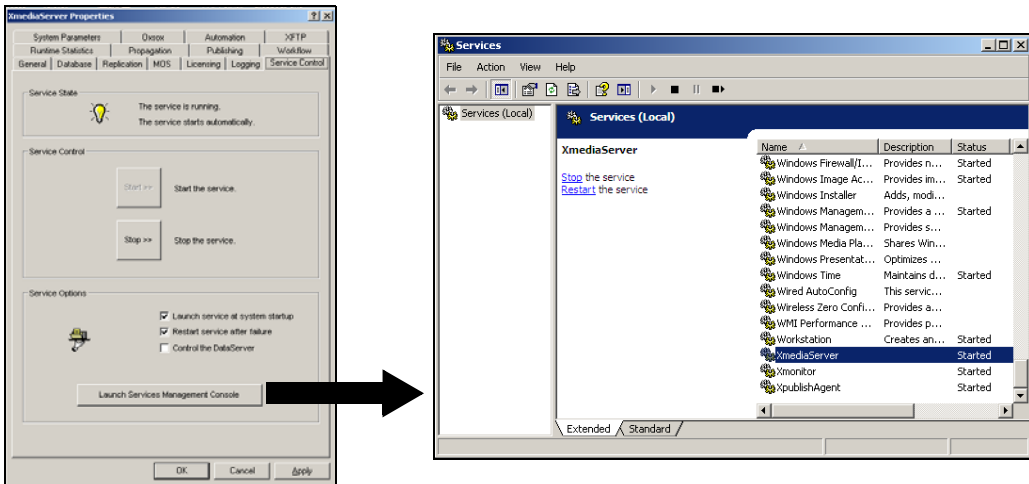 XmediaServer Properties
System Parameters Oxsox Automation XFTP
Runtime Statistics Propagation Publishing Workflow
General Database Replication MOS Licensing Logging Service Control
Service State
The service is running.
The service starts automatically.
Service Control
Start >> Start the service.
Stop >> Stop the service.
Service Options
Launch service at system startup
Restart service after failure
Control the DataServer
Launch Services Management Console
OK Cancel Apply
Services
File Action View Help
Services (Local)
Services (Local)
XmediaServer
Stop the service
Restart the service
Name Description Status
Windows Firewall/I... Provides n... Started
Windows Image Ac... Provides im... Started
Windows Installer Adds, modi...
Windows Managem... Provides a ... Started
Windows Managem... Provides s...
Windows Media Pla... Shares Win...
Windows Presentat... Optimizes ...
Windows Time Maintains d... Started
Wired AutoConfig This servic...
Wireless Zero Confi... Provides a...
WMI Performance ... Provides p...
Workstation Creates an... Started
XmediaServer Started
Xmonitor Started
XpublishAgent Started
Extended Standard